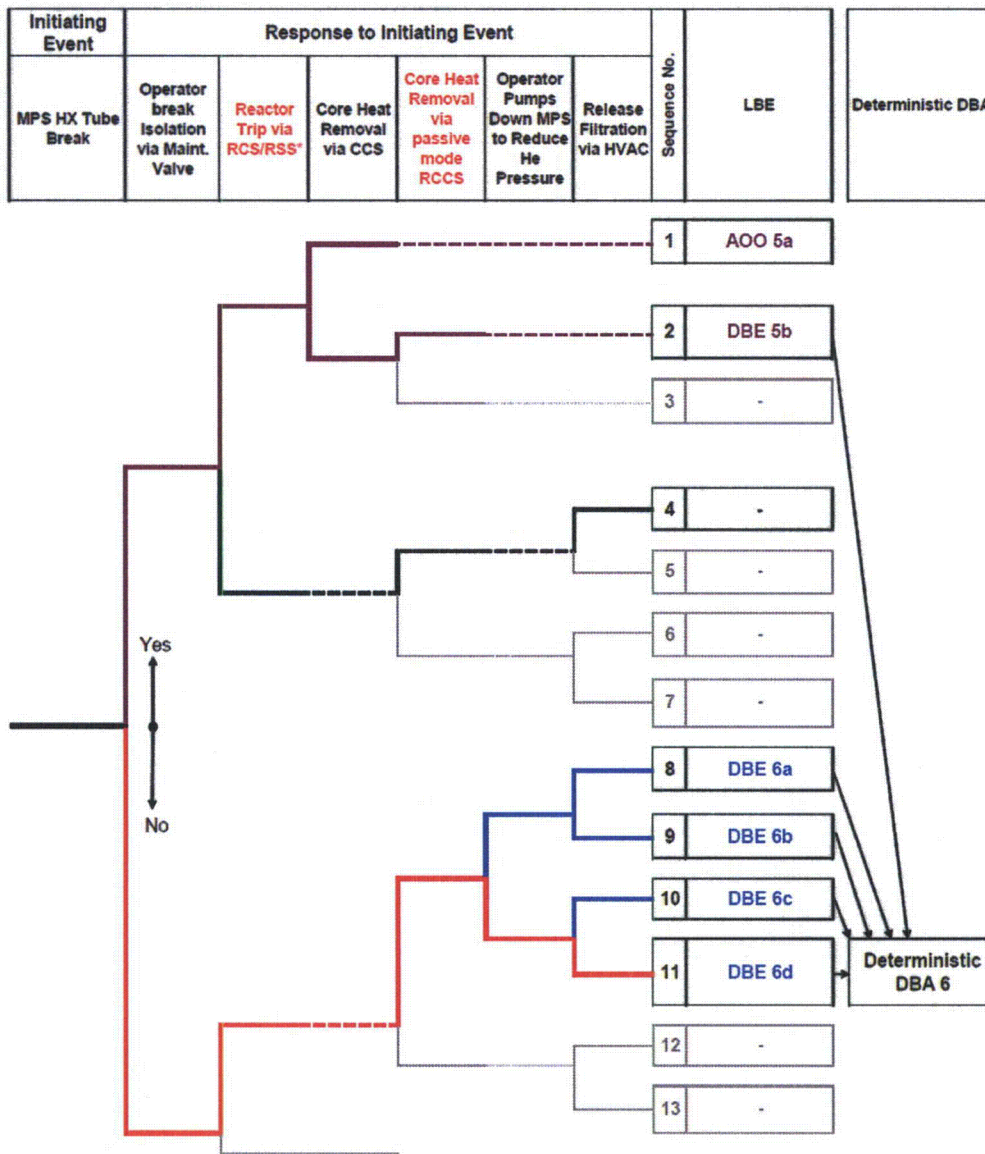 Initiating
Event
Response to Initiating Event
Sequence No.
LBE
Deterministic DBA
MPS HX Tube
Break
Operator
break
Isolation
via Maint.
Valve
Reactor
Trip via
RCS/RSS*
Core Heat
Removal
via CCS
Core Heat
Removal
via
passive
mode
RCCS
Operator
Pumps
Down MPS
to Reduce
He
Pressure
Release
Filtration
via HVAC
1 AOO 5a
2 DBE 5b
3 -
4 -
5 -
6 -
7 -
Yes
No
8 DBE 6a
9 DBE 6b
10 DBE 6c
11 DBE 6d
Deterministic
DBA 6
12 -
13 -